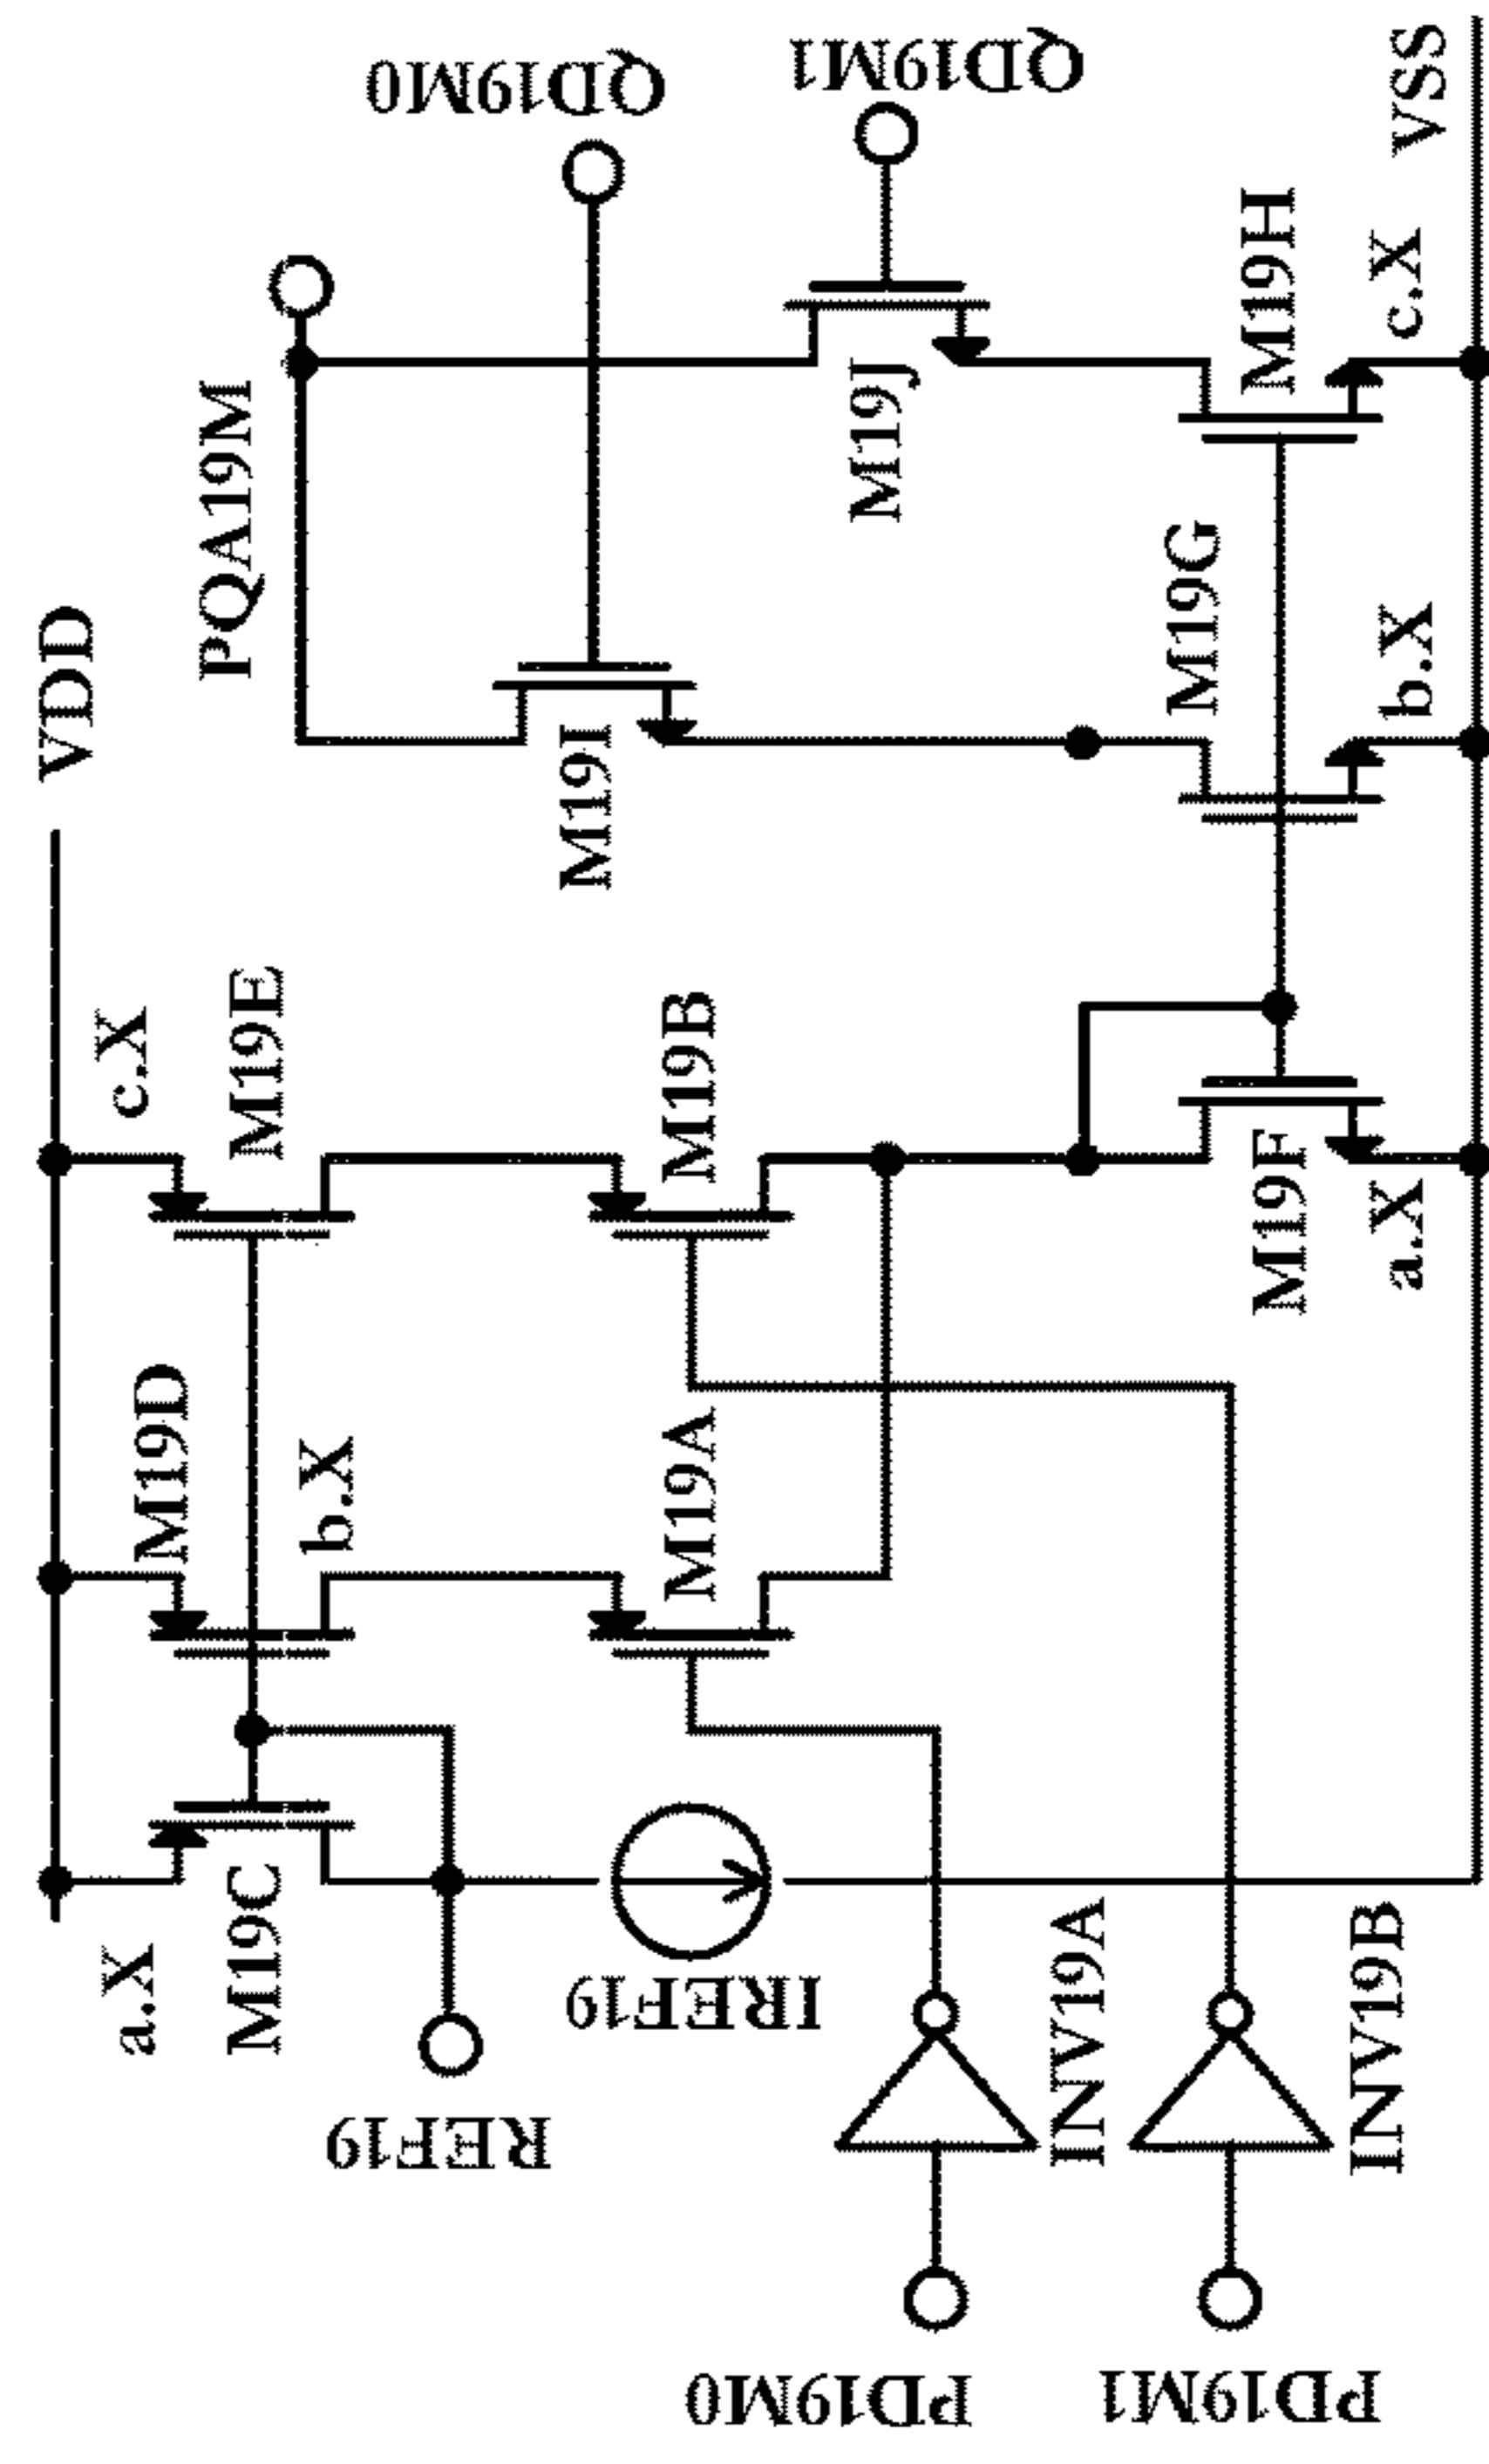 VDD
c.X
M19E
PQA19M
QD19M0
QD19M1
M19D
b.X
M19B
M19I
M19J
a.X
M19C
M19A
REF19
IREF19
M19G
M19H
M19F
a.X
b.X
c.X
VSS
INV19A
INV19B
PD19M0
PD19M1